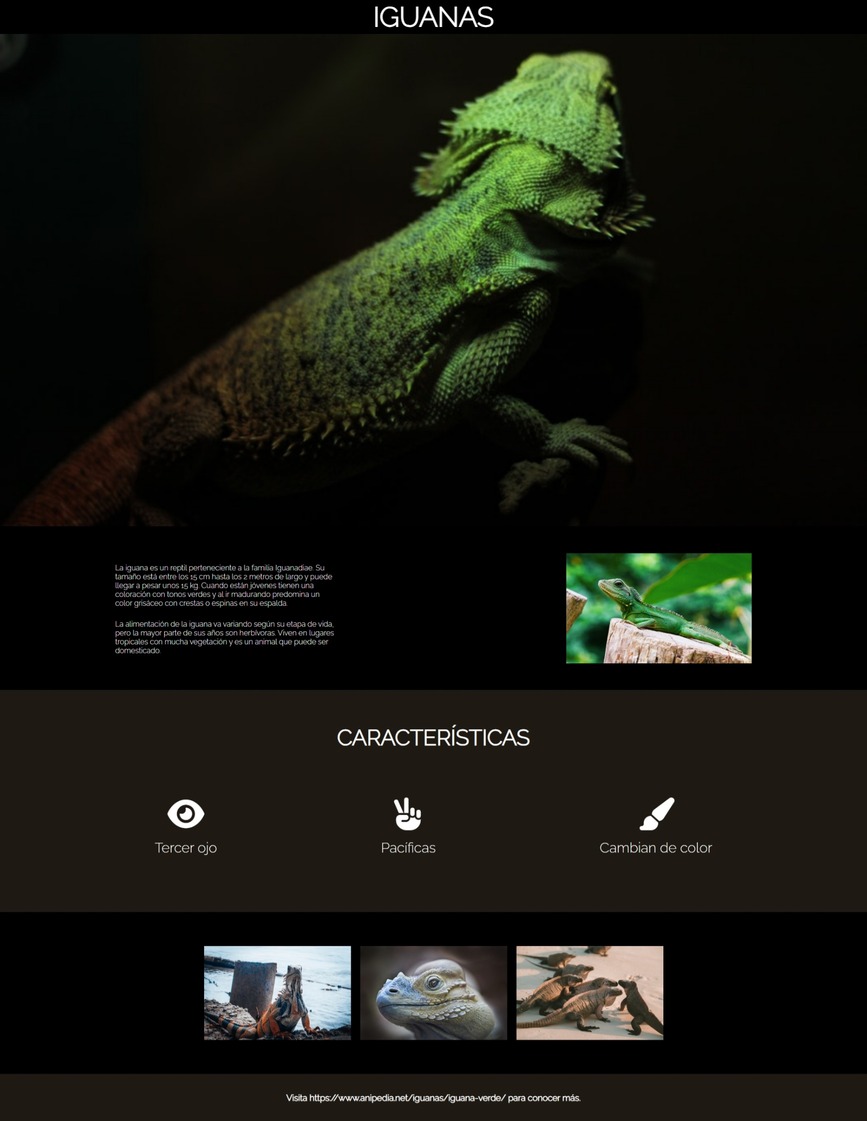 IGUANAS
La iguana es un reptil perteneciente a la familia Iguanadiae. Su
tamaño está entre los 15 cm hasta los 2 metros de largo y puede
llegar a pesar unos 15 kg. Cuando están jóvenes tienen una
coloración con tonos verdes y al ir madurando predomina un
color grisáceo con crestas o espinas en su espalda.
La alimentación de la iguana va variando según su etapa de vida,
pero la mayor parte de sus años son herbívoras. Viven en lugares
tropicales con mucha vegetación y es un animal que puede ser
domesticado.
CARACTERÍSTICAS
Tercer ojo
Pacíficas
Cambian de color
Visita https://www.anipedia.net/iguanas/iguana-verde/ para conocer más.